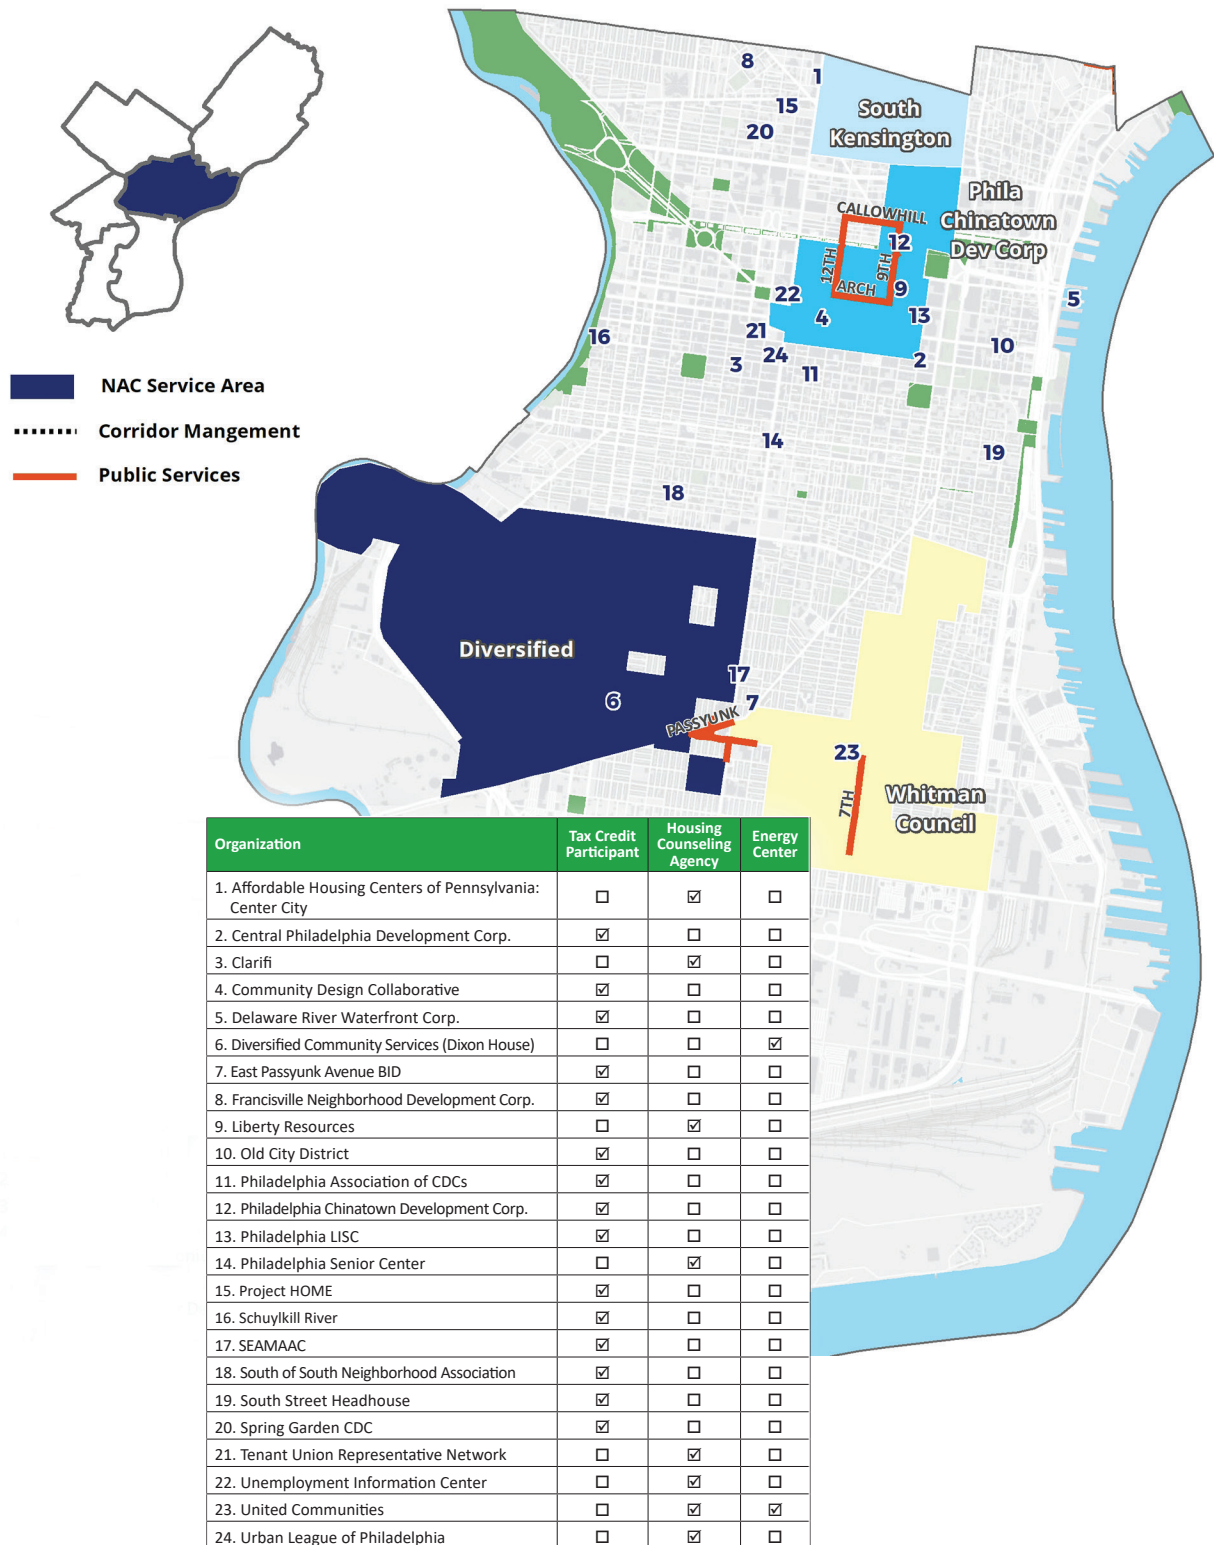 8
1
15
South
Kensington
20
Phila
Chinatown
Dev Corp
CALLOWHILL
12
12TH
9TH
ARCH
9
22
4
13
5
21
16
10
24
3
2
11
NAC Service Area
Corridor Mangement
Public Services
14
19
18
Diversified
17
6
7
PASSYUNK
23
7TH
Whitman
Council
Organization
Tax Credit
Participant
Housing
Counseling
Agency
Energy
Center
1. Affordable Housing Centers of Pennsylvania:
Center City
☐ ☑ ☐
2. Central Philadelphia Development Corp. ☑ ☐ ☐
3. Clarifi ☐ ☑ ☐
4. Community Design Collaborative ☑ ☐ ☐
5. Delaware River Waterfront Corp. ☑ ☐ ☐
6. Diversified Community Services (Dixon House) ☐ ☐ ☑
7. East Passyunk Avenue BID ☑ ☐ ☐
8. Francisville Neighborhood Development Corp. ☑ ☐ ☐
9. Liberty Resources ☐ ☑ ☐
10. Old City District ☑ ☐ ☐
11. Philadelphia Association of CDCs ☑ ☐ ☐
12. Philadelphia Chinatown Development Corp. ☑ ☐ ☐
13. Philadelphia LISC ☑ ☐ ☐
14. Philadelphia Senior Center ☐ ☑ ☐
15. Project HOME ☑ ☐ ☐
16. Schuylkill River ☑ ☐ ☐
17. SEAMAAC ☑ ☐ ☐
18. South of South Neighborhood Association ☑ ☐ ☐
19. South Street Headhouse ☑ ☐ ☐
20. Spring Garden CDC ☑ ☐ ☐
21. Tenant Union Representative Network ☐ ☑ ☐
22. Unemployment Information Center ☐ ☑ ☐
23. United Communities ☐ ☑ ☑
24. Urban League of Philadelphia ☐ ☑ ☐